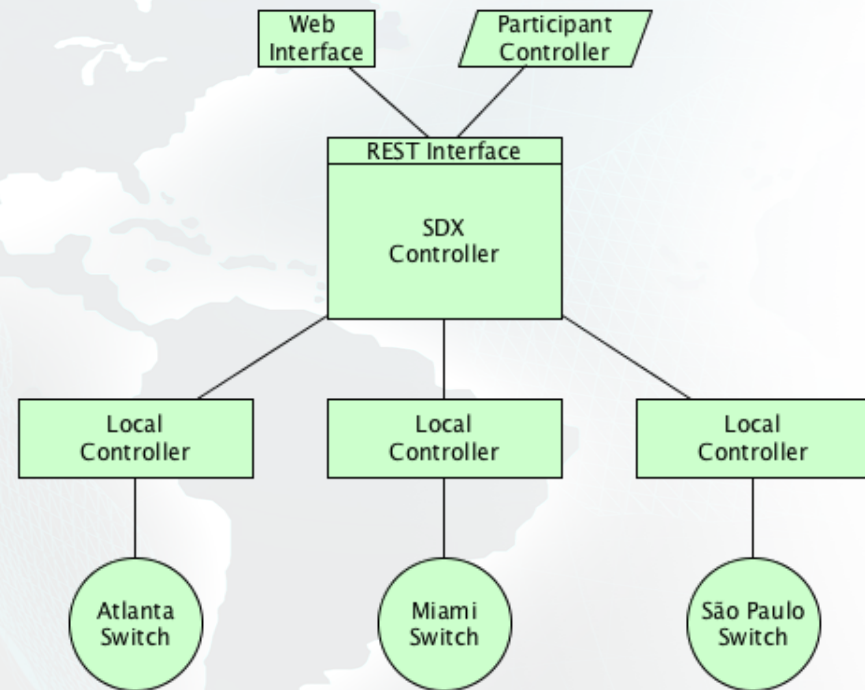 Web
Interface
Participant
Controller
REST Interface
SDX
Controller
Local
Controller
Local
Controller
Local
Controller
Atlanta
Switch
Miami
Switch
São Paulo
Switch